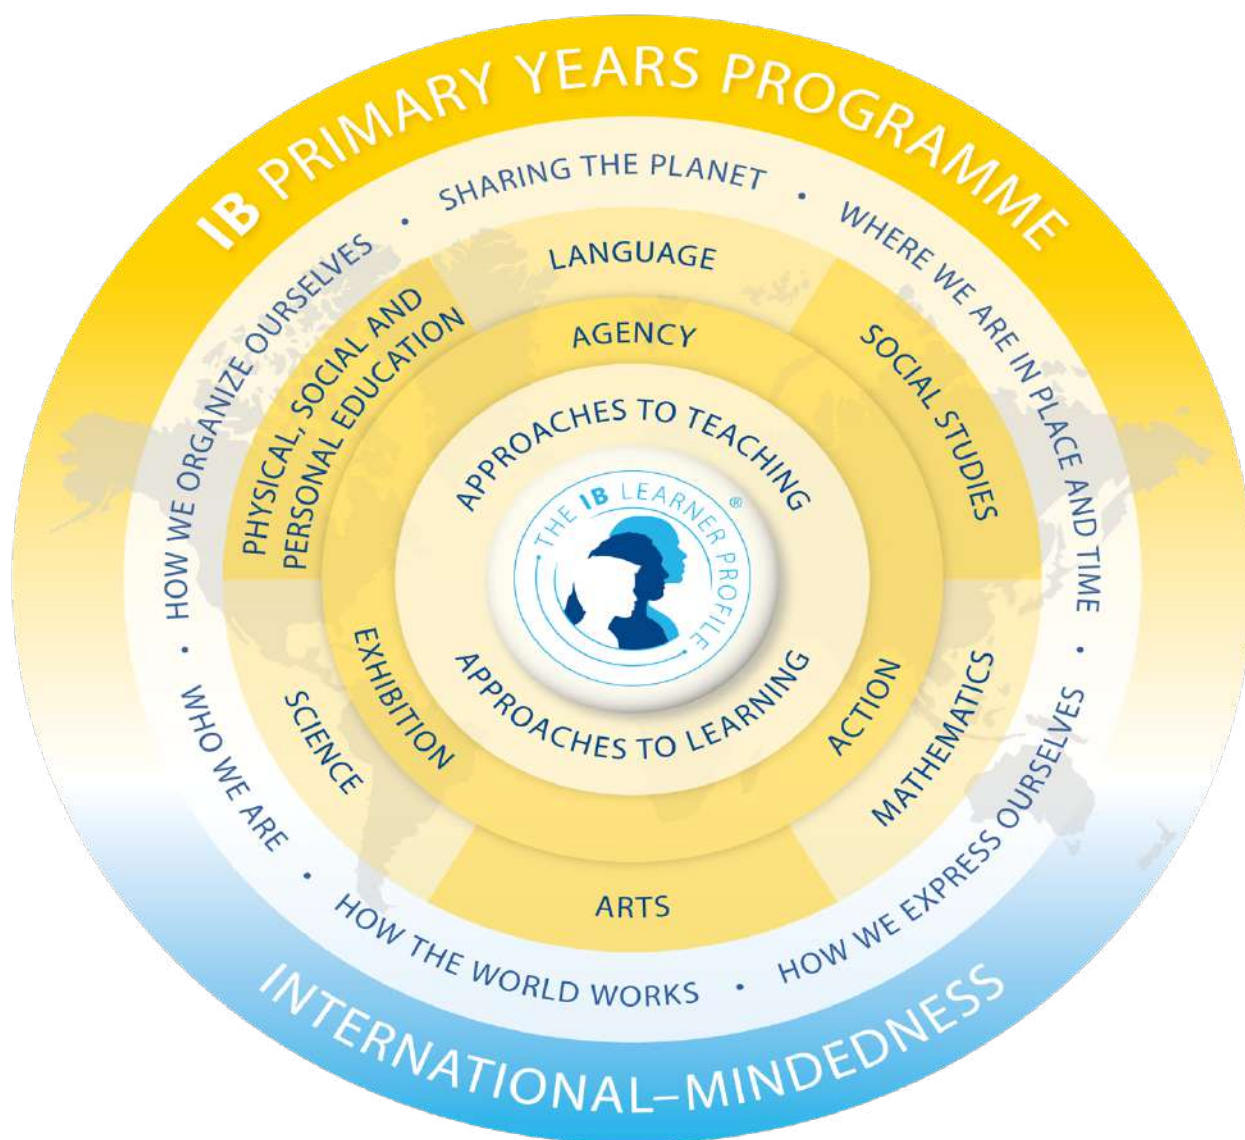 IB PRIMARY YEARS PROGRAMME
SHARING THE PLANET
•
WHERE WE ARE IN PLACE AND TIME
•
HOW WE EXPRESS OURSELVES
•
HOW THE WORLD WORKS
•
WHO WE ARE
•
HOW WE ORGANIZE OURSELVES
•
LANGUAGE
SOCIAL STUDIES
MATHEMATICS
ARTS
SCIENCE
PHYSICAL, SOCIAL AND
PERSONAL EDUCATION
AGENCY
ACTION
EXHIBITION
APPROACHES TO TEACHING
• THE IB LEARNER PROFILE •
®
APPROACHES TO LEARNING
INTERNATIONAL–MINDEDNESS